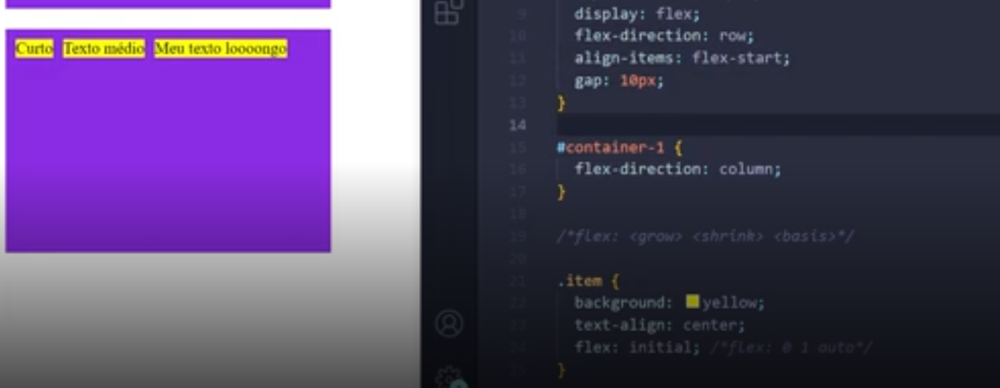 Curto Texto médio Meu texto loooongo
9 display: flex;
10 flex-direction: row;
11 align-items: flex-start;
12 gap: 10px;
13 }
14
15 #container-1 {
16 flex-direction: column;
17 }
18
19 /*flex: <grow> <shrink> <basis>*/
20
21 .item {
22 background: yellow;
23 text-align: center;
24 flex: initial; /*flex: 0 1 auto*/
25 }